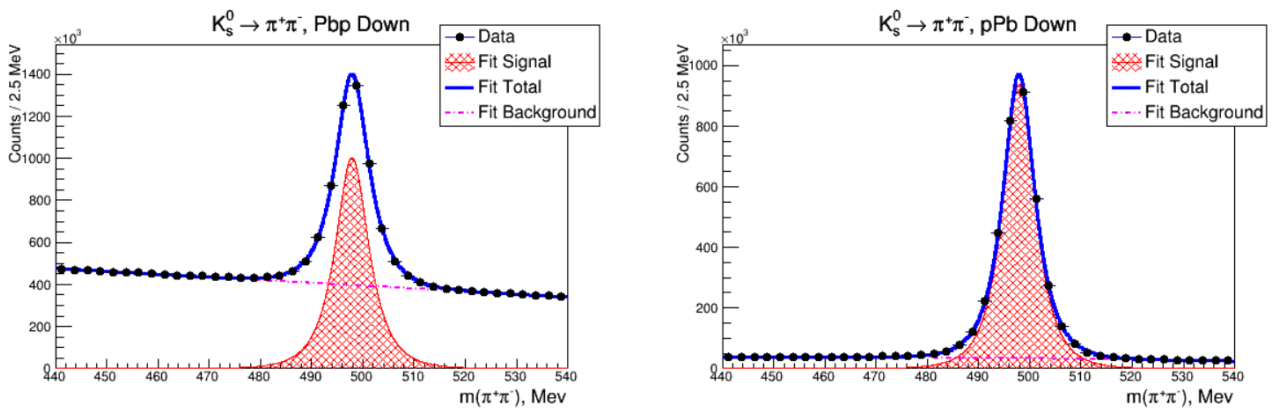 K⁰ₛ → π⁺π⁻, Pbp Down
×10³
Counts / 2.5 MeV
1400
1200
1000
800
600
400
200
0
440 450 460 470 480 490 500 510 520 530 540
m(π⁺π⁻), Mev
Data
Fit Signal
Fit Total
Fit Background
K⁰ₛ → π⁺π⁻, pPb Down
×10³
Counts / 2.5 MeV
1000
800
600
400
200
0
440 450 460 470 480 490 500 510 520 530 540
m(π⁺π⁻), Mev
Data
Fit Signal
Fit Total
Fit Background